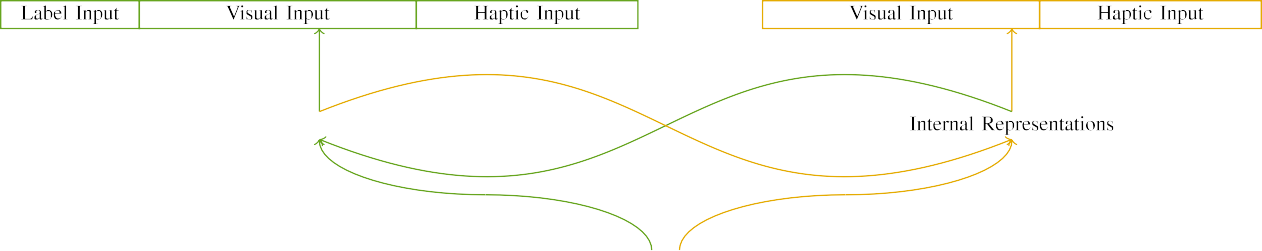 Label Input Visual Input Haptic Input Visual Input Haptic Input
Internal Representations